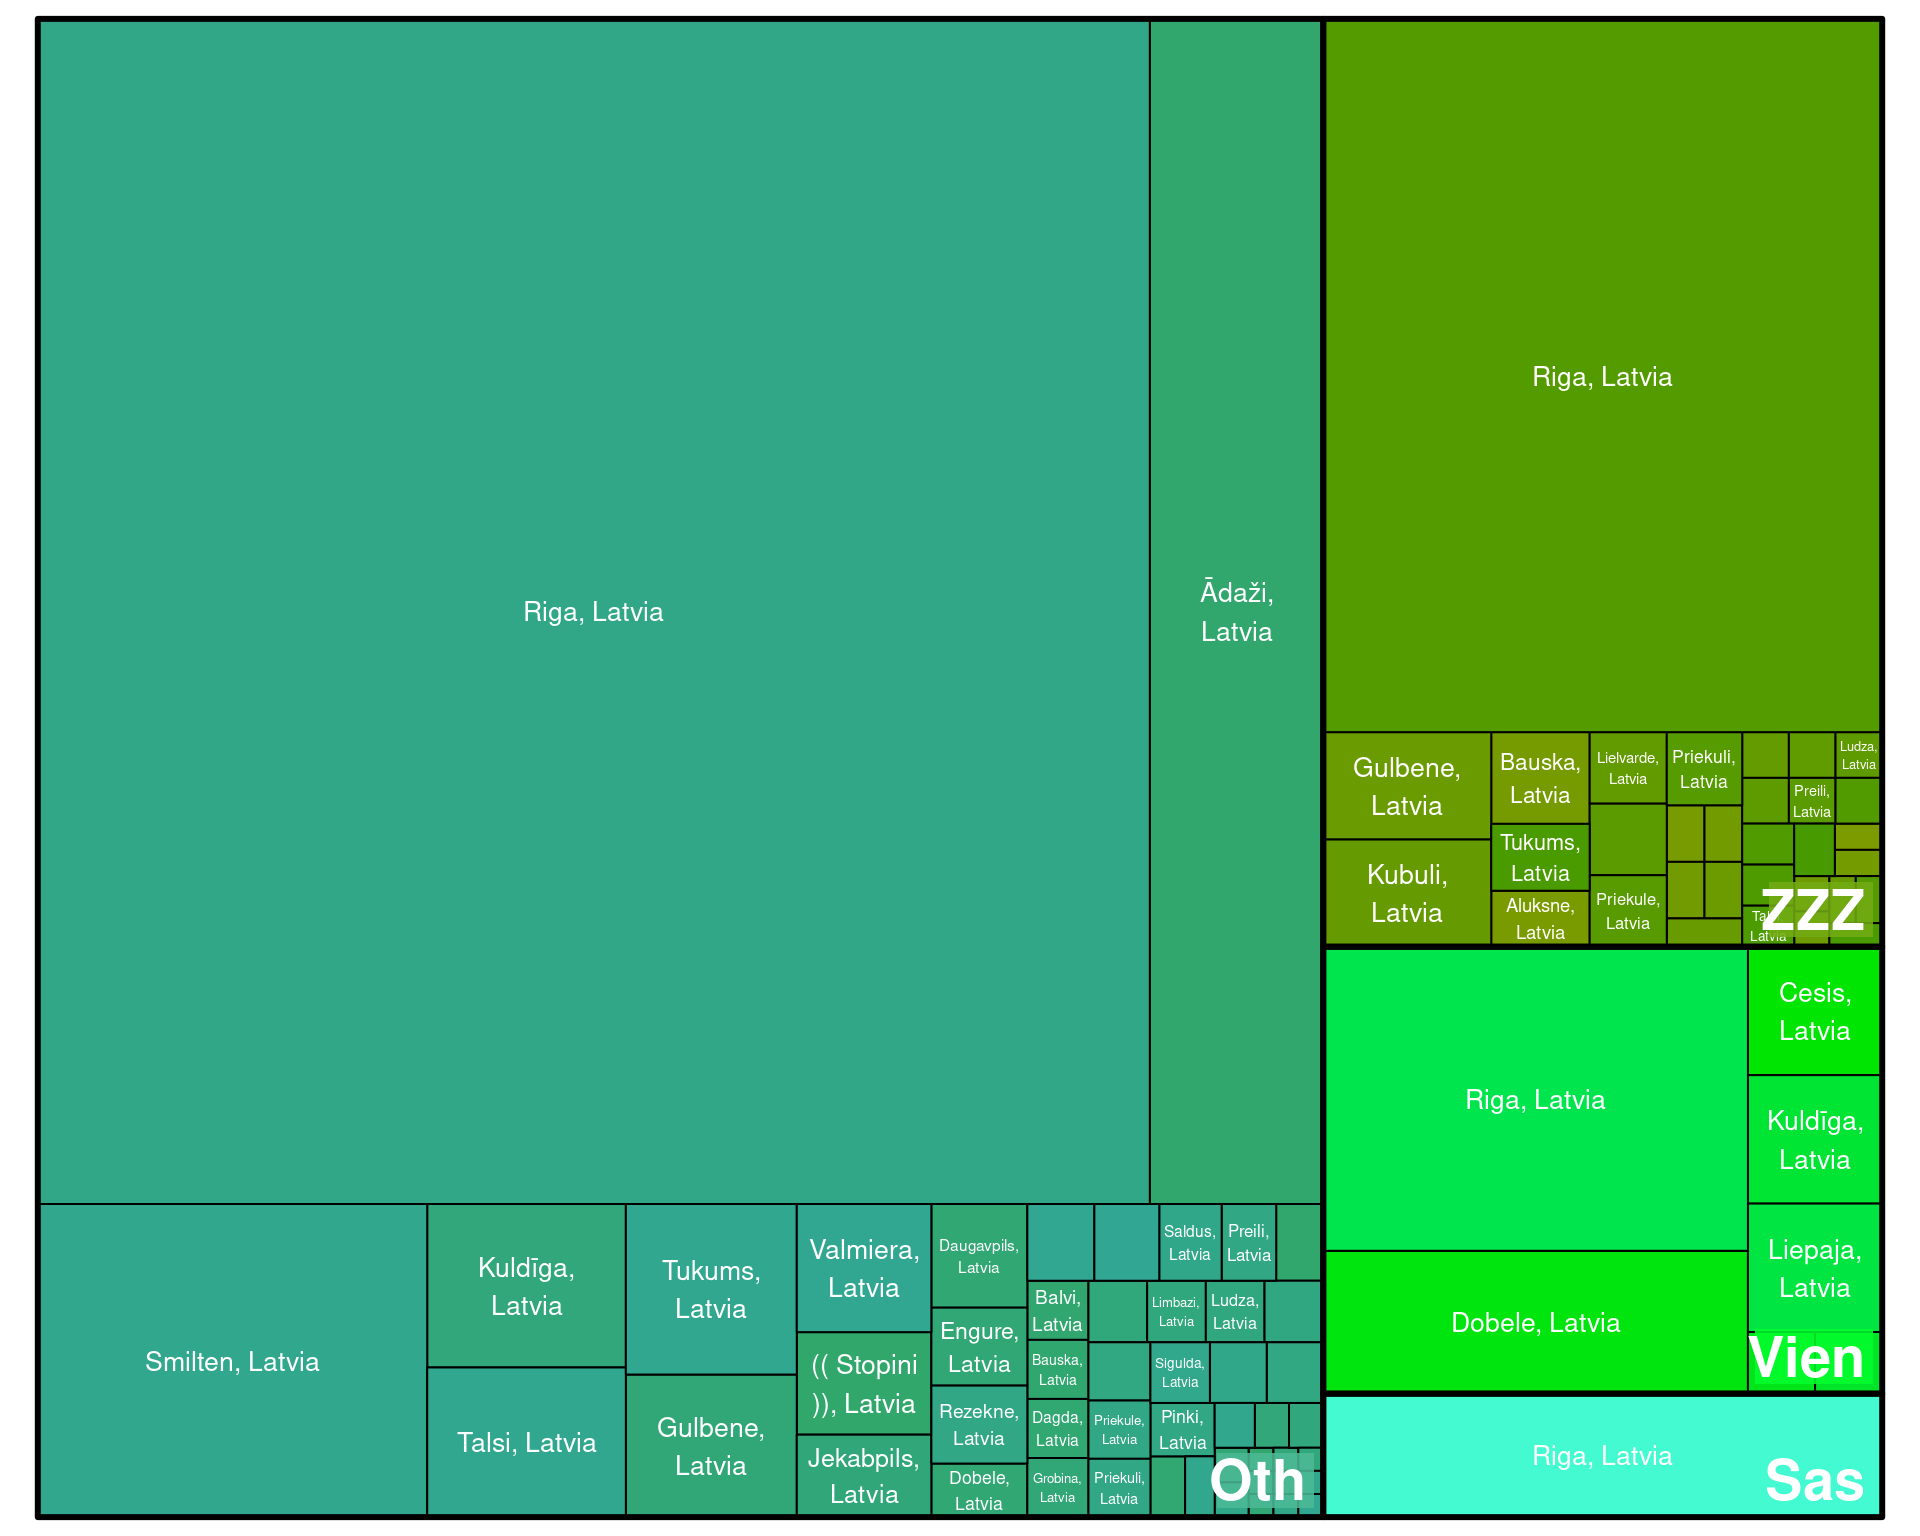 Riga, Latvia
Ādaži,
Latvia
Smilten, Latvia
Kuldīga,
Latvia
Talsi, Latvia
Tukums,
Latvia
Gulbene,
Latvia
Valmiera,
Latvia
(( Stopini
)), Latvia
Jekabpils,
Latvia
Daugavpils,
Latvia
Engure,
Latvia
Rezekne,
Latvia
Dobele,
Latvia
Balvi,
Latvia
Bauska,
Latvia
Dagda,
Latvia
Grobina,
Latvia
Priekule,
Latvia
Priekuli,
Latvia
Saldus,
Latvia
Preili,
Latvia
Limbazi,
Latvia
Ludza,
Latvia
Sigulda,
Latvia
Pinki,
Latvia
Oth
Riga, Latvia
Gulbene,
Latvia
Kubuli,
Latvia
Bauska,
Latvia
Tukums,
Latvia
Aluksne,
Latvia
Lielvarde,
Latvia
Priekule,
Latvia
Priekuli,
Latvia
Ludza,
Latvia
Preili,
Latvia
Latvia
ZZZ
Riga, Latvia
Dobele, Latvia
Cesis,
Latvia
Kuldīga,
Latvia
Liepaja,
Latvia
Vien
Riga, Latvia
Sas